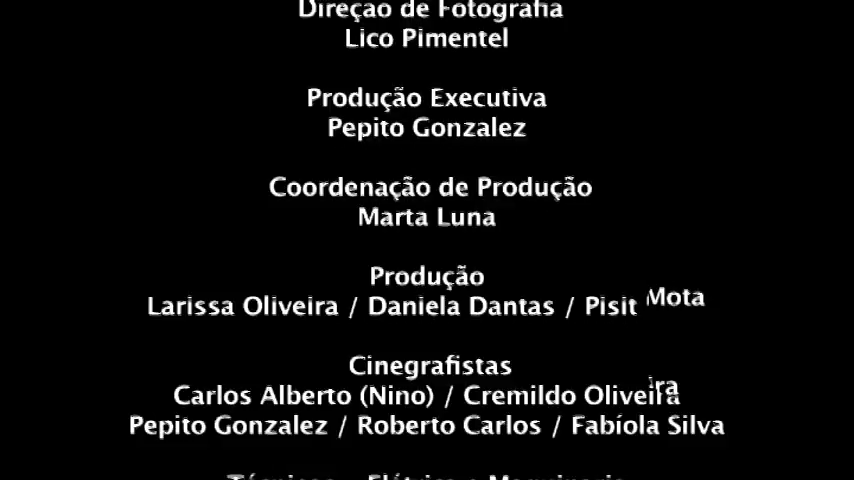 Direção de Fotografia
Lico Pimentel
Produção Executiva
Pepito Gonzalez
Coordenação de Produção
Marta Luna
Produção
Larissa Oliveira / Daniela Dantas / Pisit Mota
Cinegrafistas
Carlos Alberto (Nino) / Cremildo Oliveira
Pepito Gonzalez / Roberto Carlos / Fabíola Silva